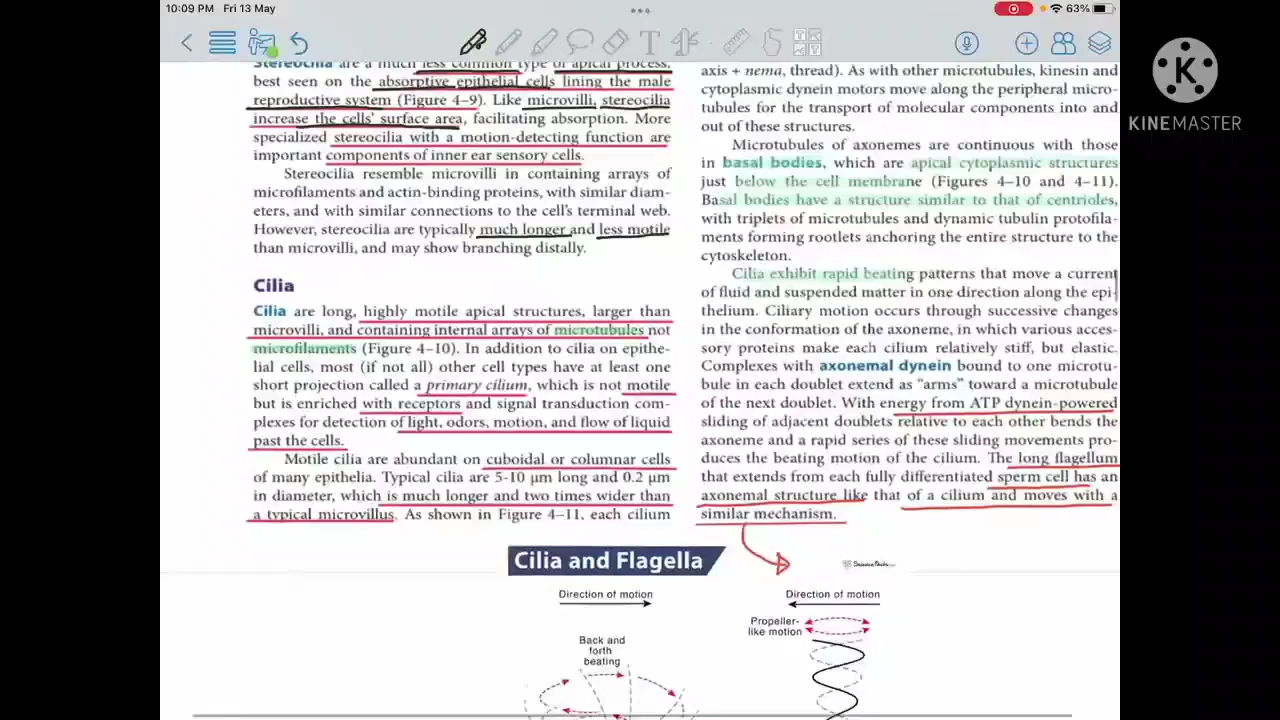 10:09 PM Fri 13 May
63%
KINEMASTER
Stereocilia are a much less common type of apical process,
best seen on the absorptive epithelial cells lining the male
reproductive system (Figure 4–9). Like microvilli, stereocilia
increase the cells' surface area, facilitating absorption. More
specialized stereocilia with a motion-detecting function are
important components of inner ear sensory cells.
Stereocilia resemble microvilli in containing arrays of
microfilaments and actin-binding proteins, with similar diam-
eters, and with similar connections to the cell's terminal web.
However, stereocilia are typically much longer and less motile
than microvilli, and may show branching distally.
Cilia
Cilia are long, highly motile apical structures, larger than
microvilli, and containing internal arrays of microtubules not
microfilaments (Figure 4–10). In addition to cilia on epithe-
lial cells, most (if not all) other cell types have at least one
short projection called a primary cilium, which is not motile
but is enriched with receptors and signal transduction com-
plexes for detection of light, odors, motion, and flow of liquid
past the cells.
Motile cilia are abundant on cuboidal or columnar cells
of many epithelia. Typical cilia are 5-10 μm long and 0.2 μm
in diameter, which is much longer and two times wider than
a typical microvillus. As shown in Figure 4–11, each cilium
axis + nema, thread). As with other microtubules, kinesin and
cytoplasmic dynein motors move along the peripheral micro-
tubules for the transport of molecular components into and
out of these structures.
Microtubules of axonemes are continuous with those
in basal bodies, which are apical cytoplasmic structures
just below the cell membrane (Figures 4–10 and 4–11).
Basal bodies have a structure similar to that of centrioles,
with triplets of microtubules and dynamic tubulin protofila-
ments forming rootlets anchoring the entire structure to the
cytoskeleton.
Cilia exhibit rapid beating patterns that move a current
of fluid and suspended matter in one direction along the epi-
thelium. Ciliary motion occurs through successive changes
in the conformation of the axoneme, in which various acces-
sory proteins make each cilium relatively stiff, but elastic.
Complexes with axonemal dynein bound to one microtu-
bule in each doublet extend as "arms" toward a microtubule
of the next doublet. With energy from ATP dynein-powered
sliding of adjacent doublets relative to each other bends the
axoneme and a rapid series of these sliding movements pro-
duces the beating motion of the cilium. The long flagellum
that extends from each fully differentiated sperm cell has an
axonemal structure like that of a cilium and moves with a
similar mechanism.
Cilia and Flagella
Direction of motion
Back and
forth
beating
Direction of motion
Propeller-
like motion